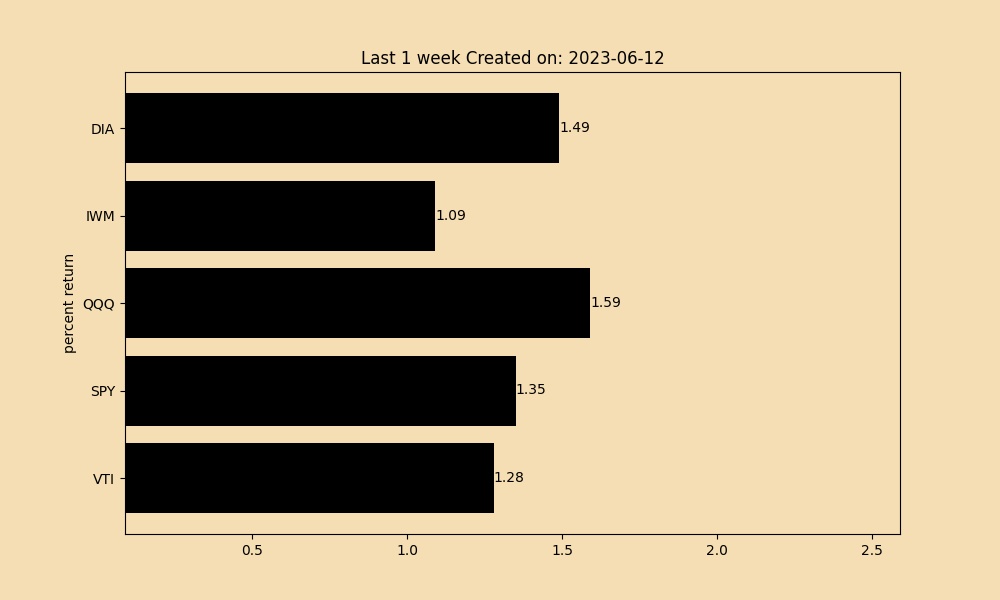 Last 1 week Created on: 2023-06-12
DIA
1.49
IWM
1.09
percent return
QQQ
1.59
SPY
1.35
VTI
1.28
0.5 1.0 1.5 2.0 2.5